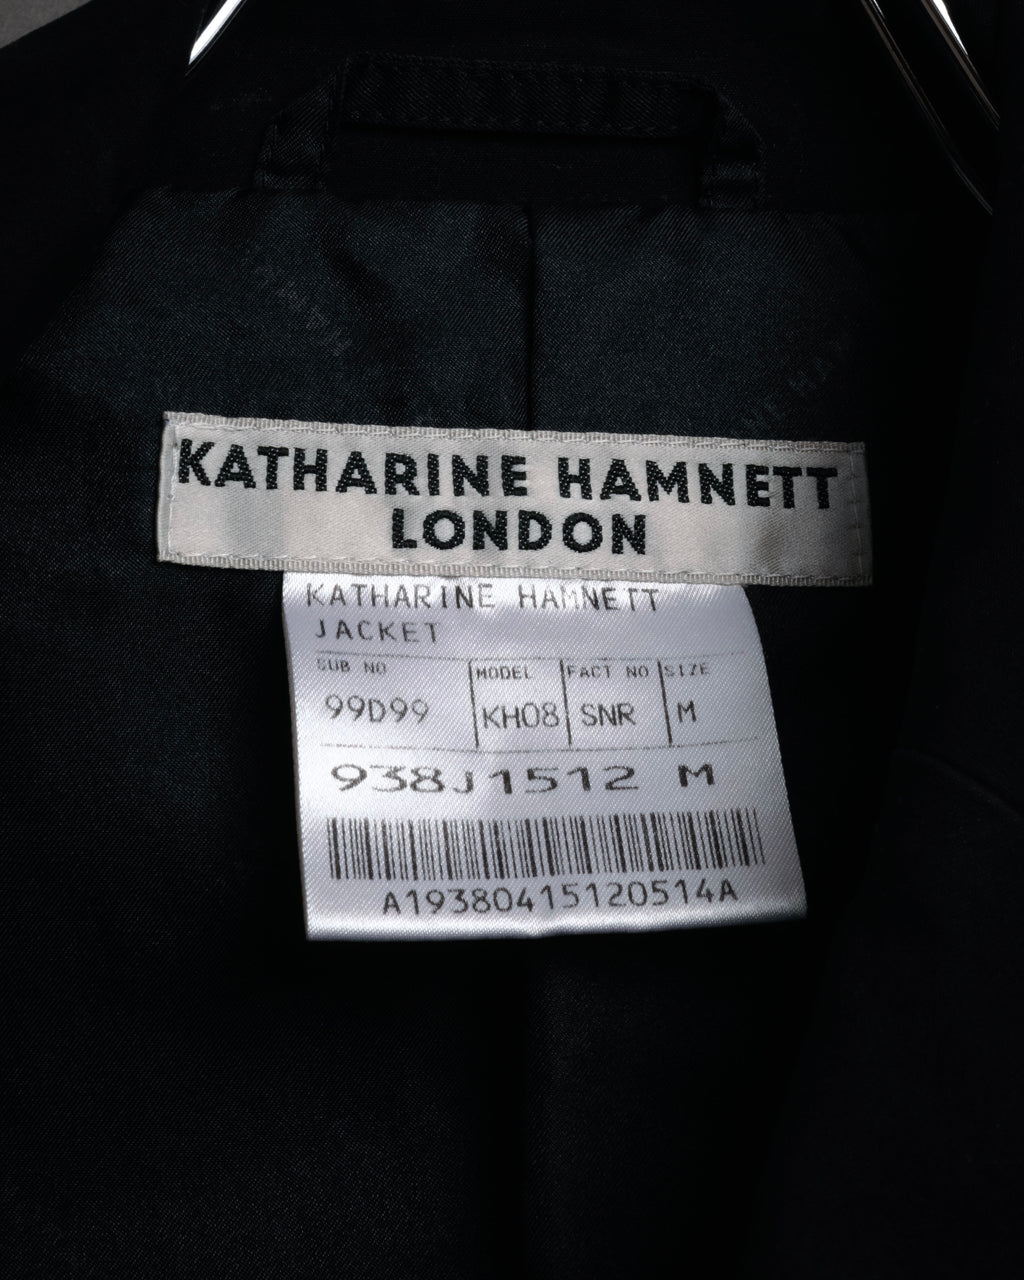 KATHARINE HAMNETT
LONDON
KATHARINE HAMNETT
JACKET
SUB NO MODEL FACT NO SIZE
99D99 KH08 SNR M
938J1512 M
A19380415120514A